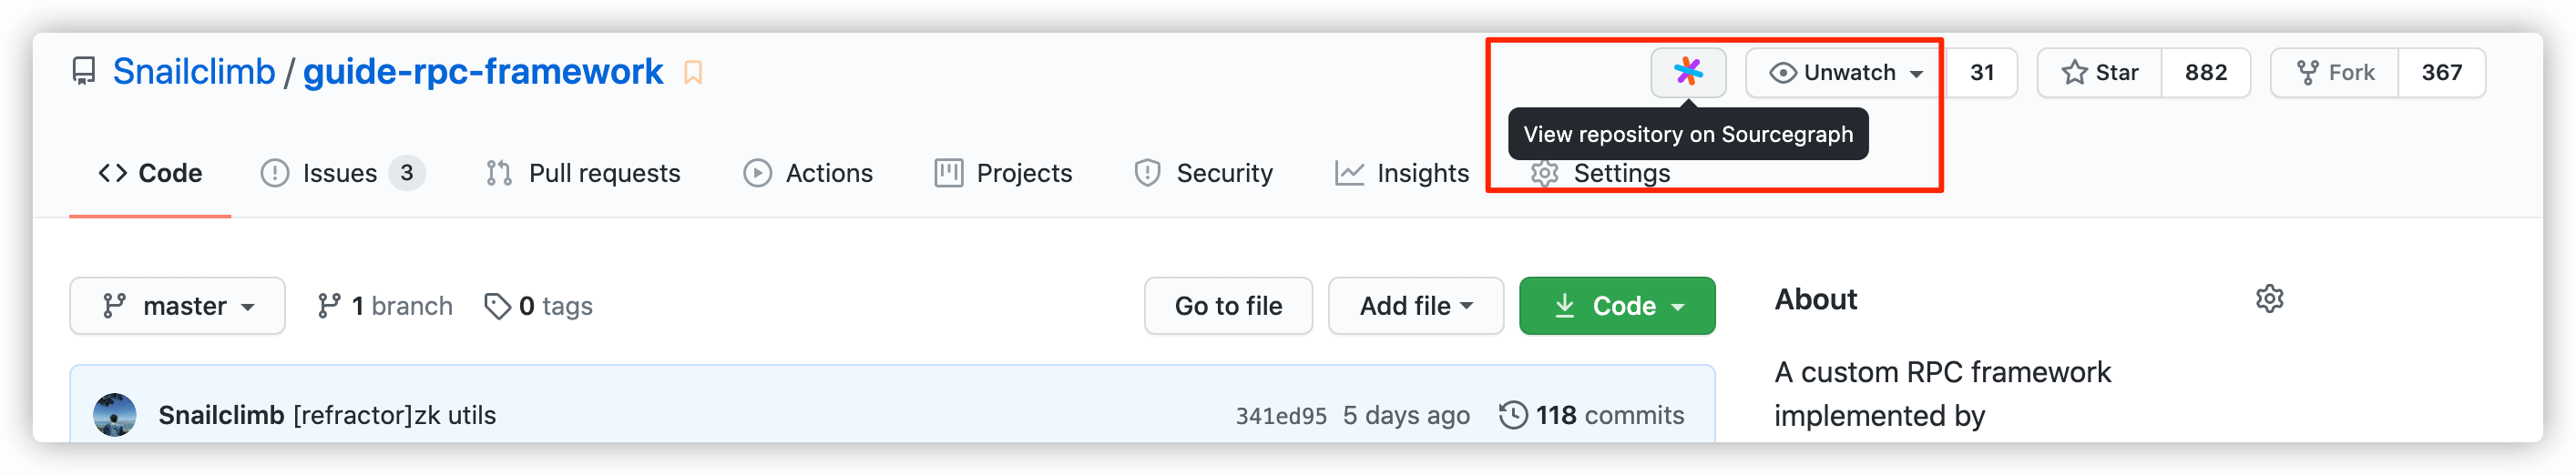 Snailclimb / guide-rpc-framework
Unwatch 31 Star 882 Fork 367
View repository on Sourcegraph
Code Issues 3 Pull requests Actions Projects Security Insights Settings
master 1 branch 0 tags Go to file Add file Code
About
A custom RPC framework
implemented by
Snailclimb [refractor]zk utils 341ed95 5 days ago 118 commits